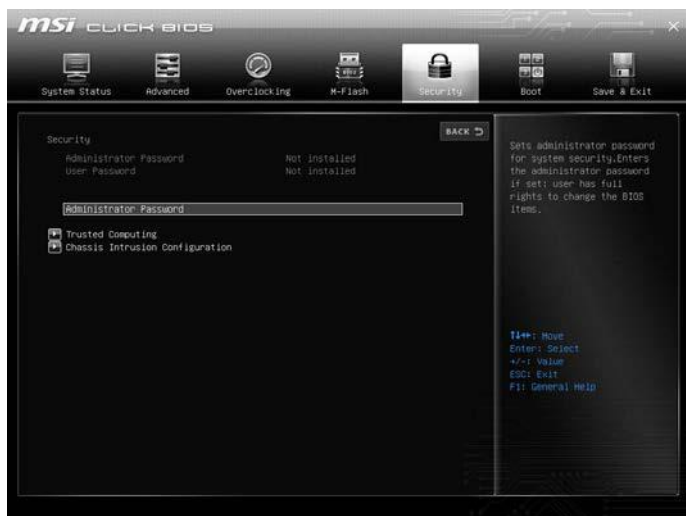 msi CLICK BIOS
×
System Status
Advanced
Overclocking
M-Flash
Security
Boot
Save & Exit
Security
BACK
Administrator Password Not installed
User Password Not installed
Administrator Password
Trusted Computing
Chassis Intrusion Configuration
Sets administrator password
for system security.Enters
the administrator password
if set: user has full
rights to change the BIOS
items.
↑↓←→: Move
Enter: Select
+/-: Value
ESC: Exit
F1: General Help